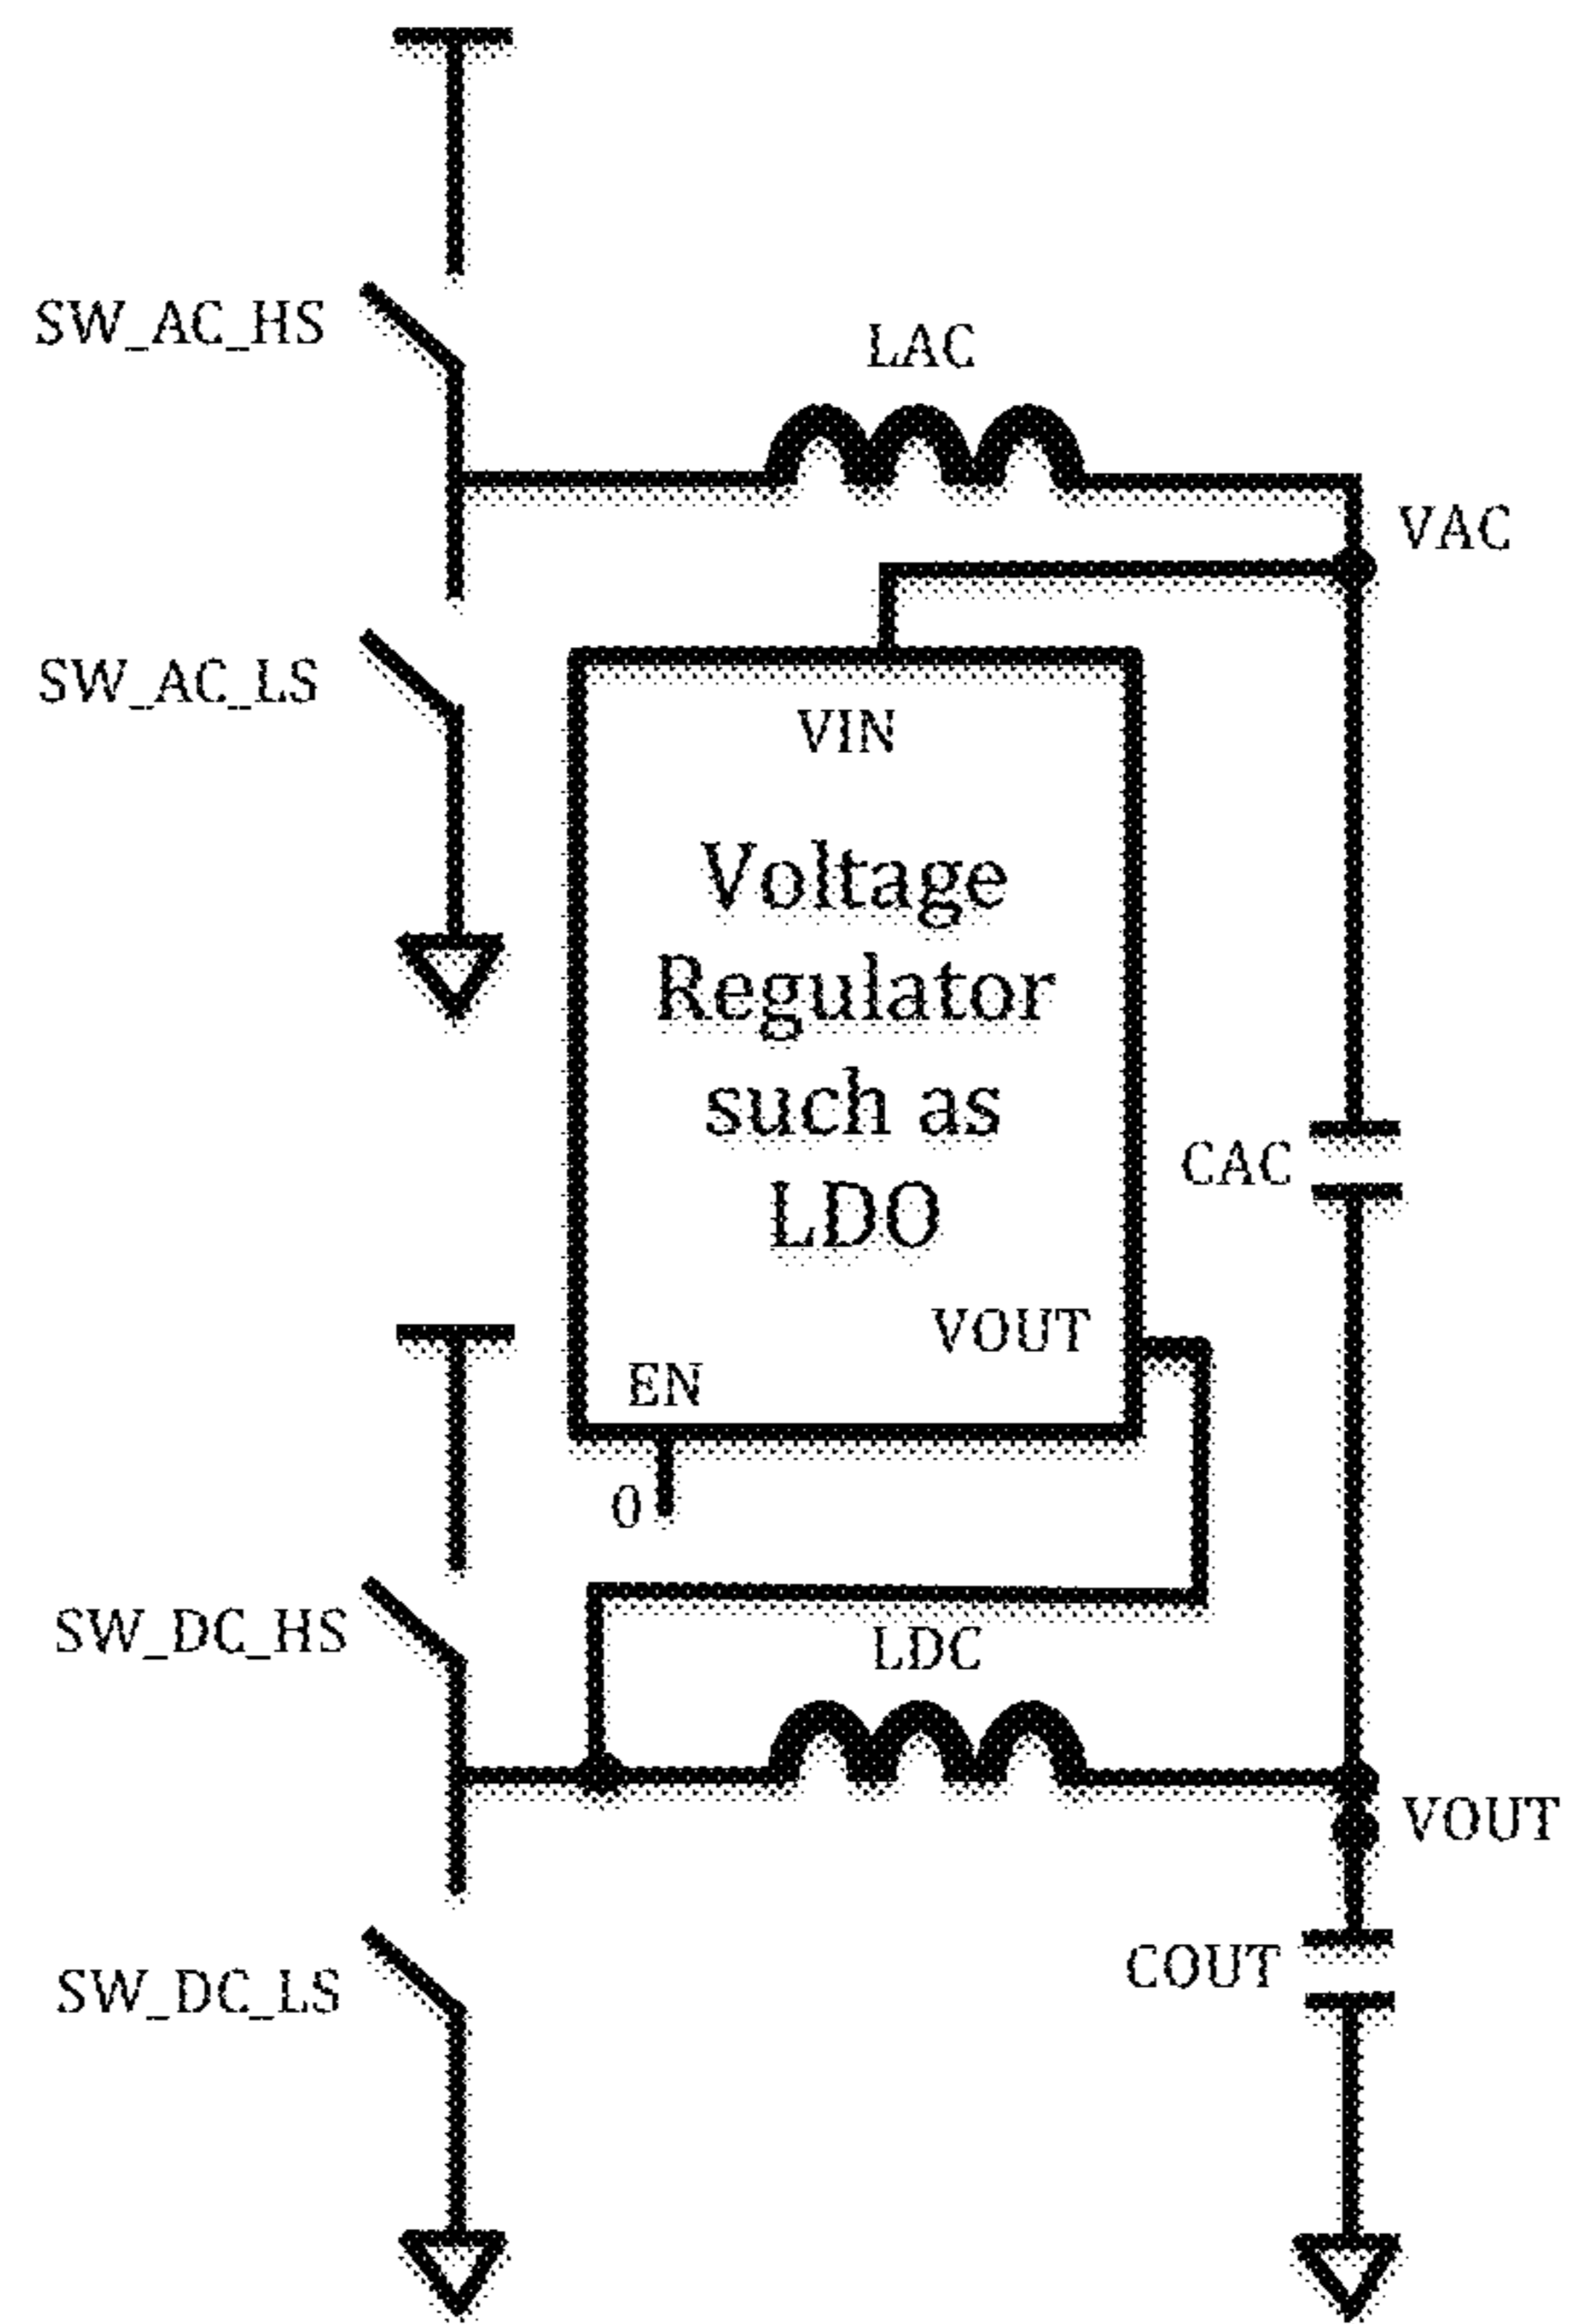 SW_AC_HS
LAC
VAC
SW_AC_LS
VIN
Voltage
Regulator
such as
LDO
CAC
VOUT
EN
0
SW_DC_HS
LDC
VOUT
COUT
SW_DC_LS